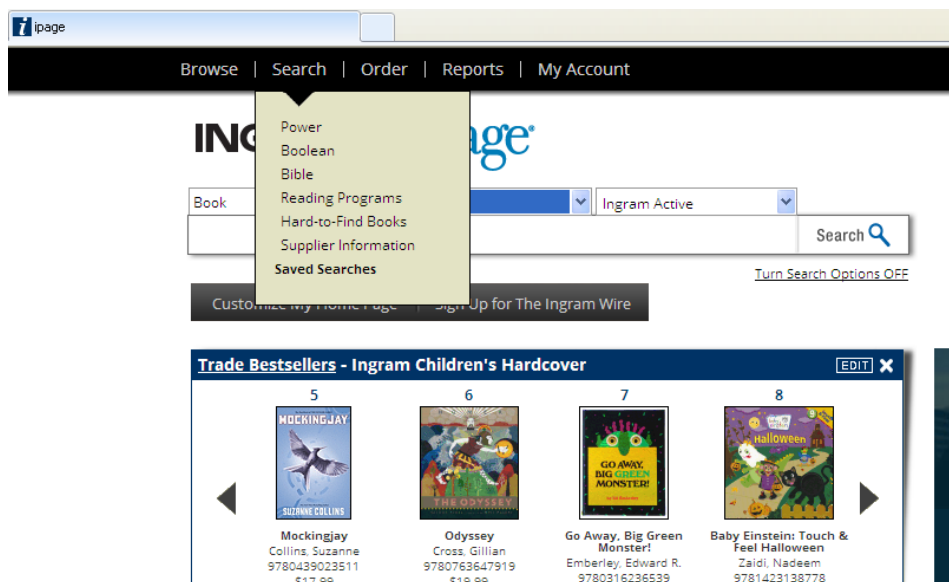 ipage
Browse | Search | Order | Reports | My Account
Power
Boolean
Bible
Reading Programs
Hard-to-Find Books
Supplier Information
Saved Searches
Book
Ingram Active
Search
Turn Search Options OFF
Sign Up for The Ingram Wire
Trade Bestsellers - Ingram Children's Hardcover
EDIT
5 6 7 8
MOCKINGJAY
SUZANNE COLLINS
THE ODYSSEY
GO AWAY,
BIG GREEN
MONSTER!
Halloween
Mockingjay
Collins, Suzanne
9780439023511
$17.99
Odyssey
Cross, Gillian
9780763647919
$19.99
Go Away, Big Green
Monster!
Emberley, Edward R.
9780316236539
Baby Einstein: Touch &
Feel Halloween
Zaidi, Nadeem
9781423138778